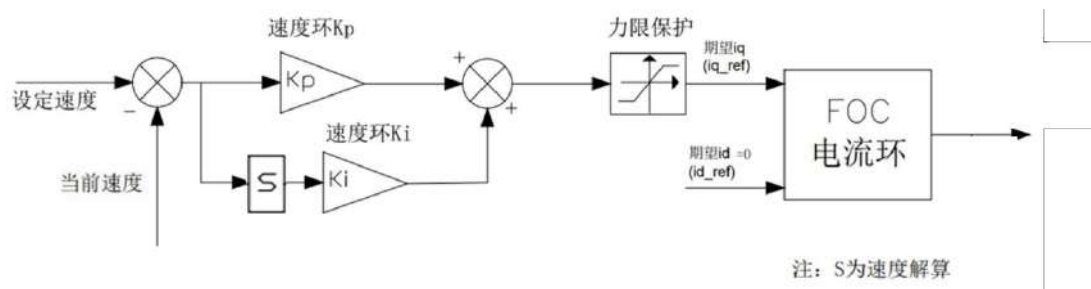 速度环Kp
力限保护
期望iq
(iq_ref)
+
Kp
设定速度
−
+
FOC
电流环
速度环Ki
期望id =0
(id_ref)
当前速度
S
Ki
注：S为速度解算